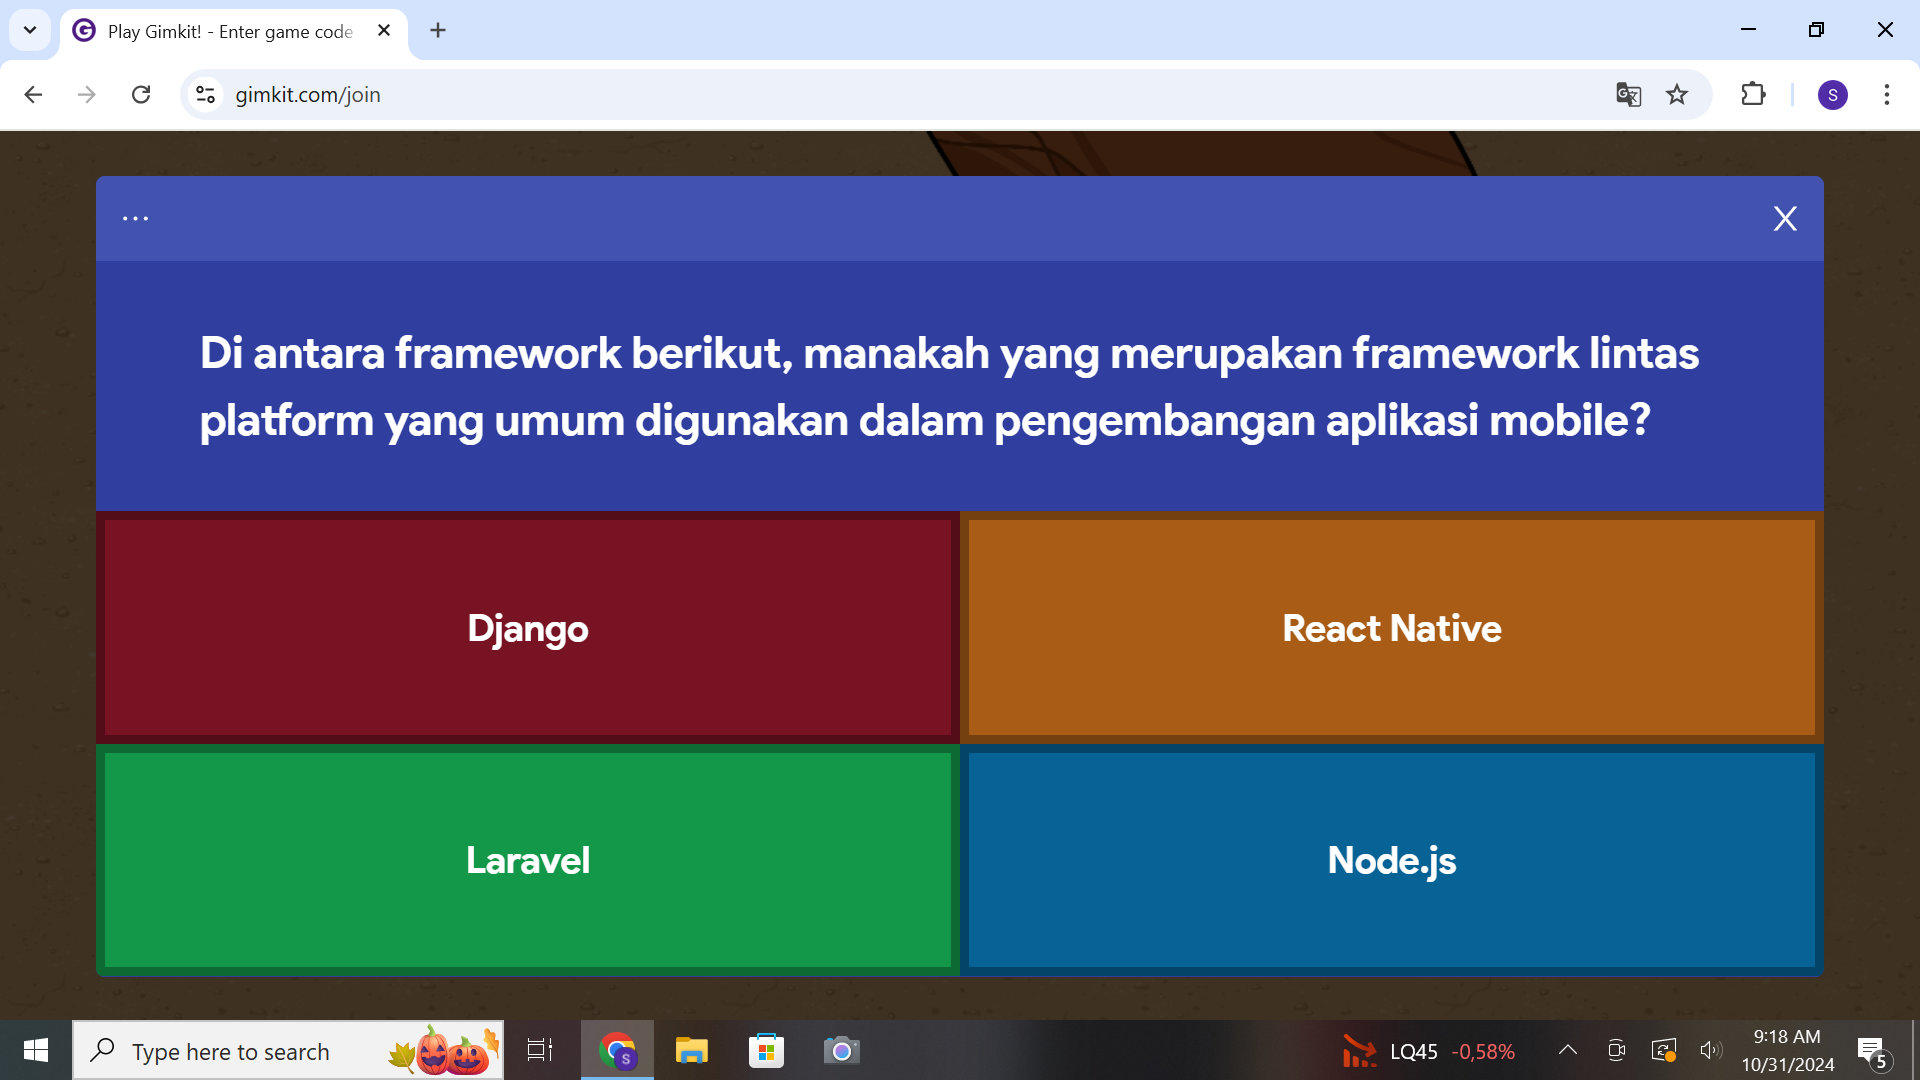 Play Gimkit! - Enter game code
gimkit.com/join
S
...
X
Di antara framework berikut, manakah yang merupakan framework lintas
platform yang umum digunakan dalam pengembangan aplikasi mobile?
Django
React Native
Laravel
Node.js
Type here to search
S
LQ45 -0,58%
9:18 AM
10/31/2024
5